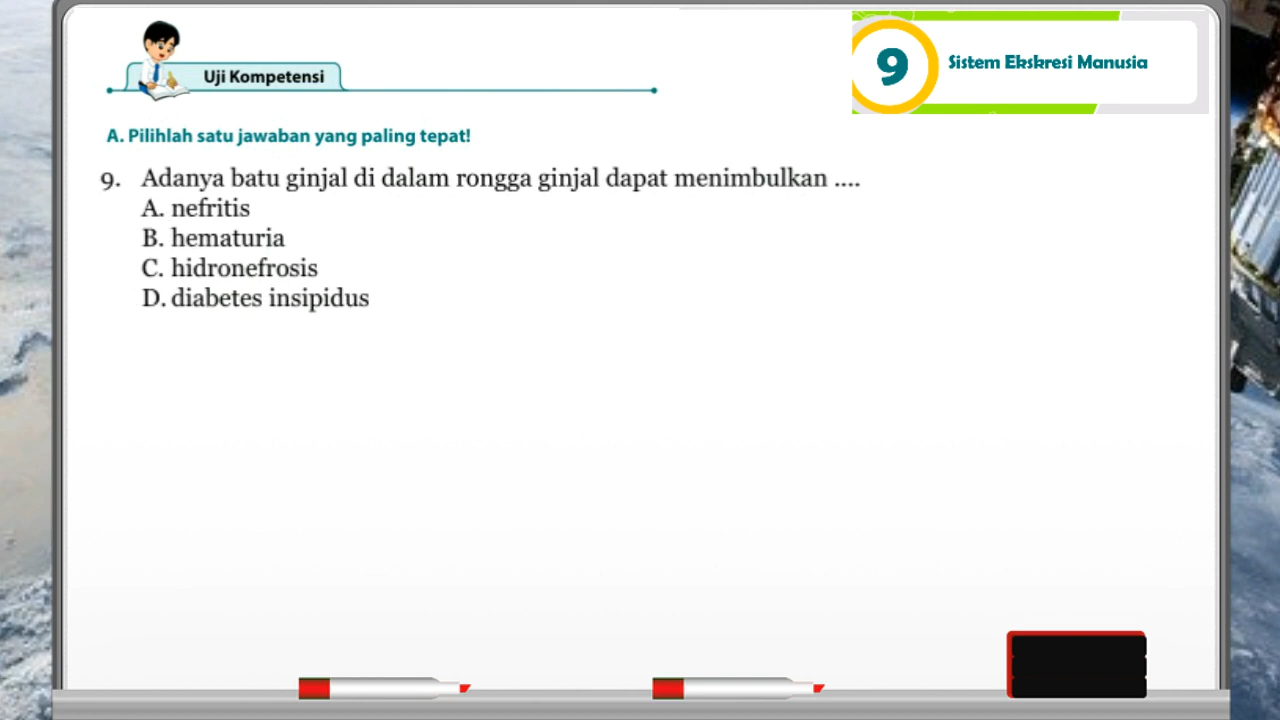 Uji Kompetensi
9 Sistem Ekskresi Manusia
A. Pilihlah satu jawaban yang paling tepat!
9. Adanya batu ginjal di dalam rongga ginjal dapat menimbulkan ....
A. nefritis
B. hematuria
C. hidronefrosis
D. diabetes insipidus